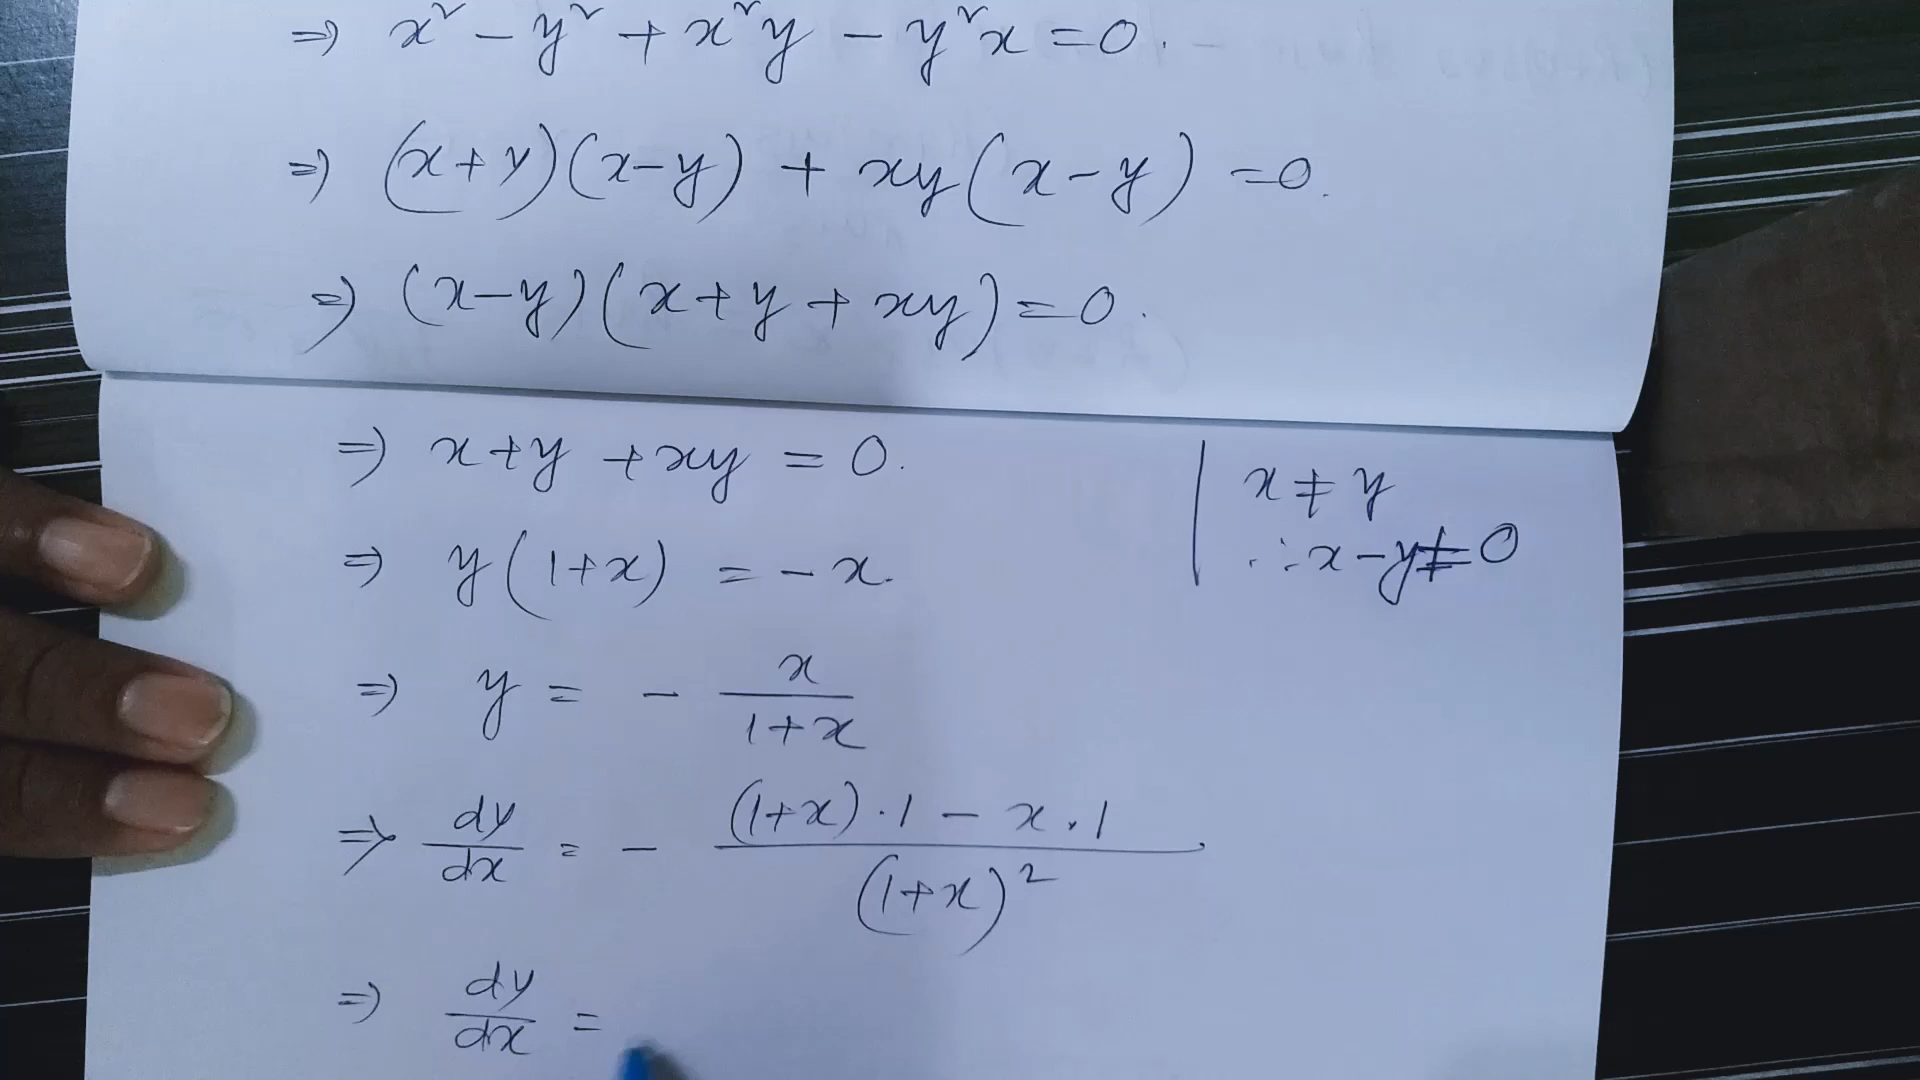 ⇒ x² − y² + x²y − y²x = 0.
⇒ (x+y)(x−y) + xy(x−y) = 0.
⇒ (x−y)(x+y+xy) = 0.
⇒ x+y+xy = 0.
x ≠ y
⇒ y(1+x) = −x.
∴ x−y ≠ 0
⇒ y = − x/(1+x)
⇒ dy/dx = − ((1+x)·1 − x·1)/(1+x)²
⇒ dy/dx =